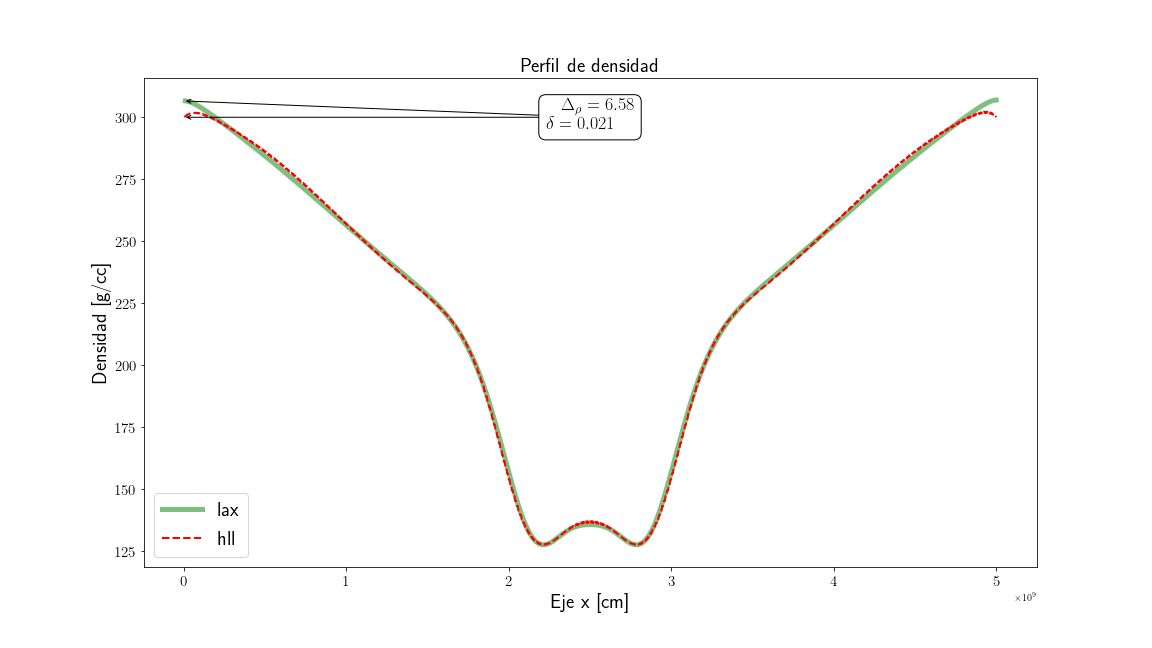 Perfil de densidad
Δρ = 6.58
δ = 0.021
300
275
250
225
200
175
150
125
Densidad [g/cc]
lax
hll
0 1 2 3 4 5
×10⁹
Eje x [cm]